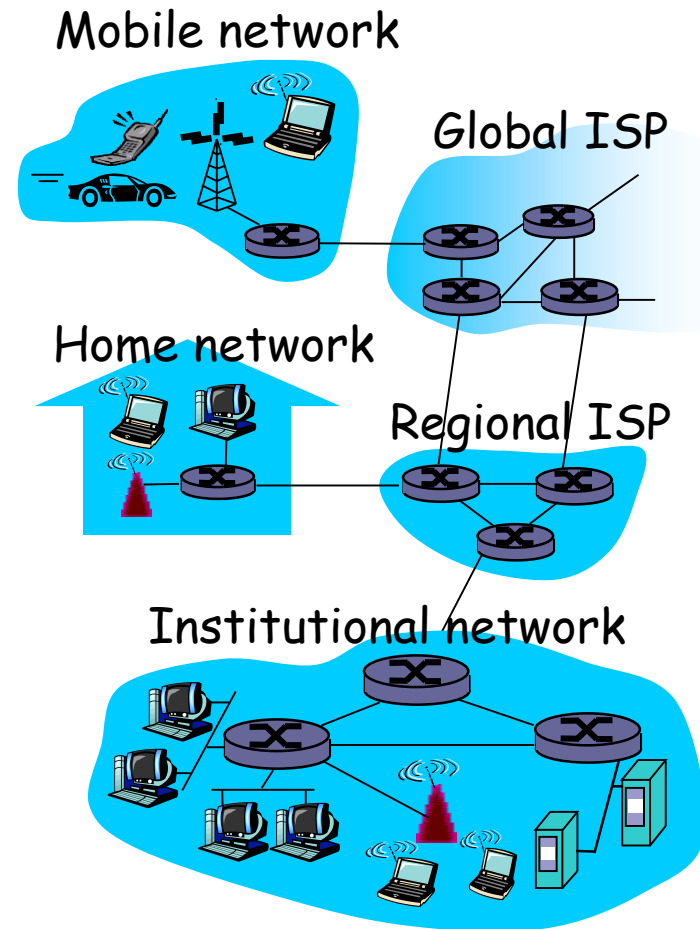 Mobile network
Global ISP
Home network
Regional ISP
Institutional network